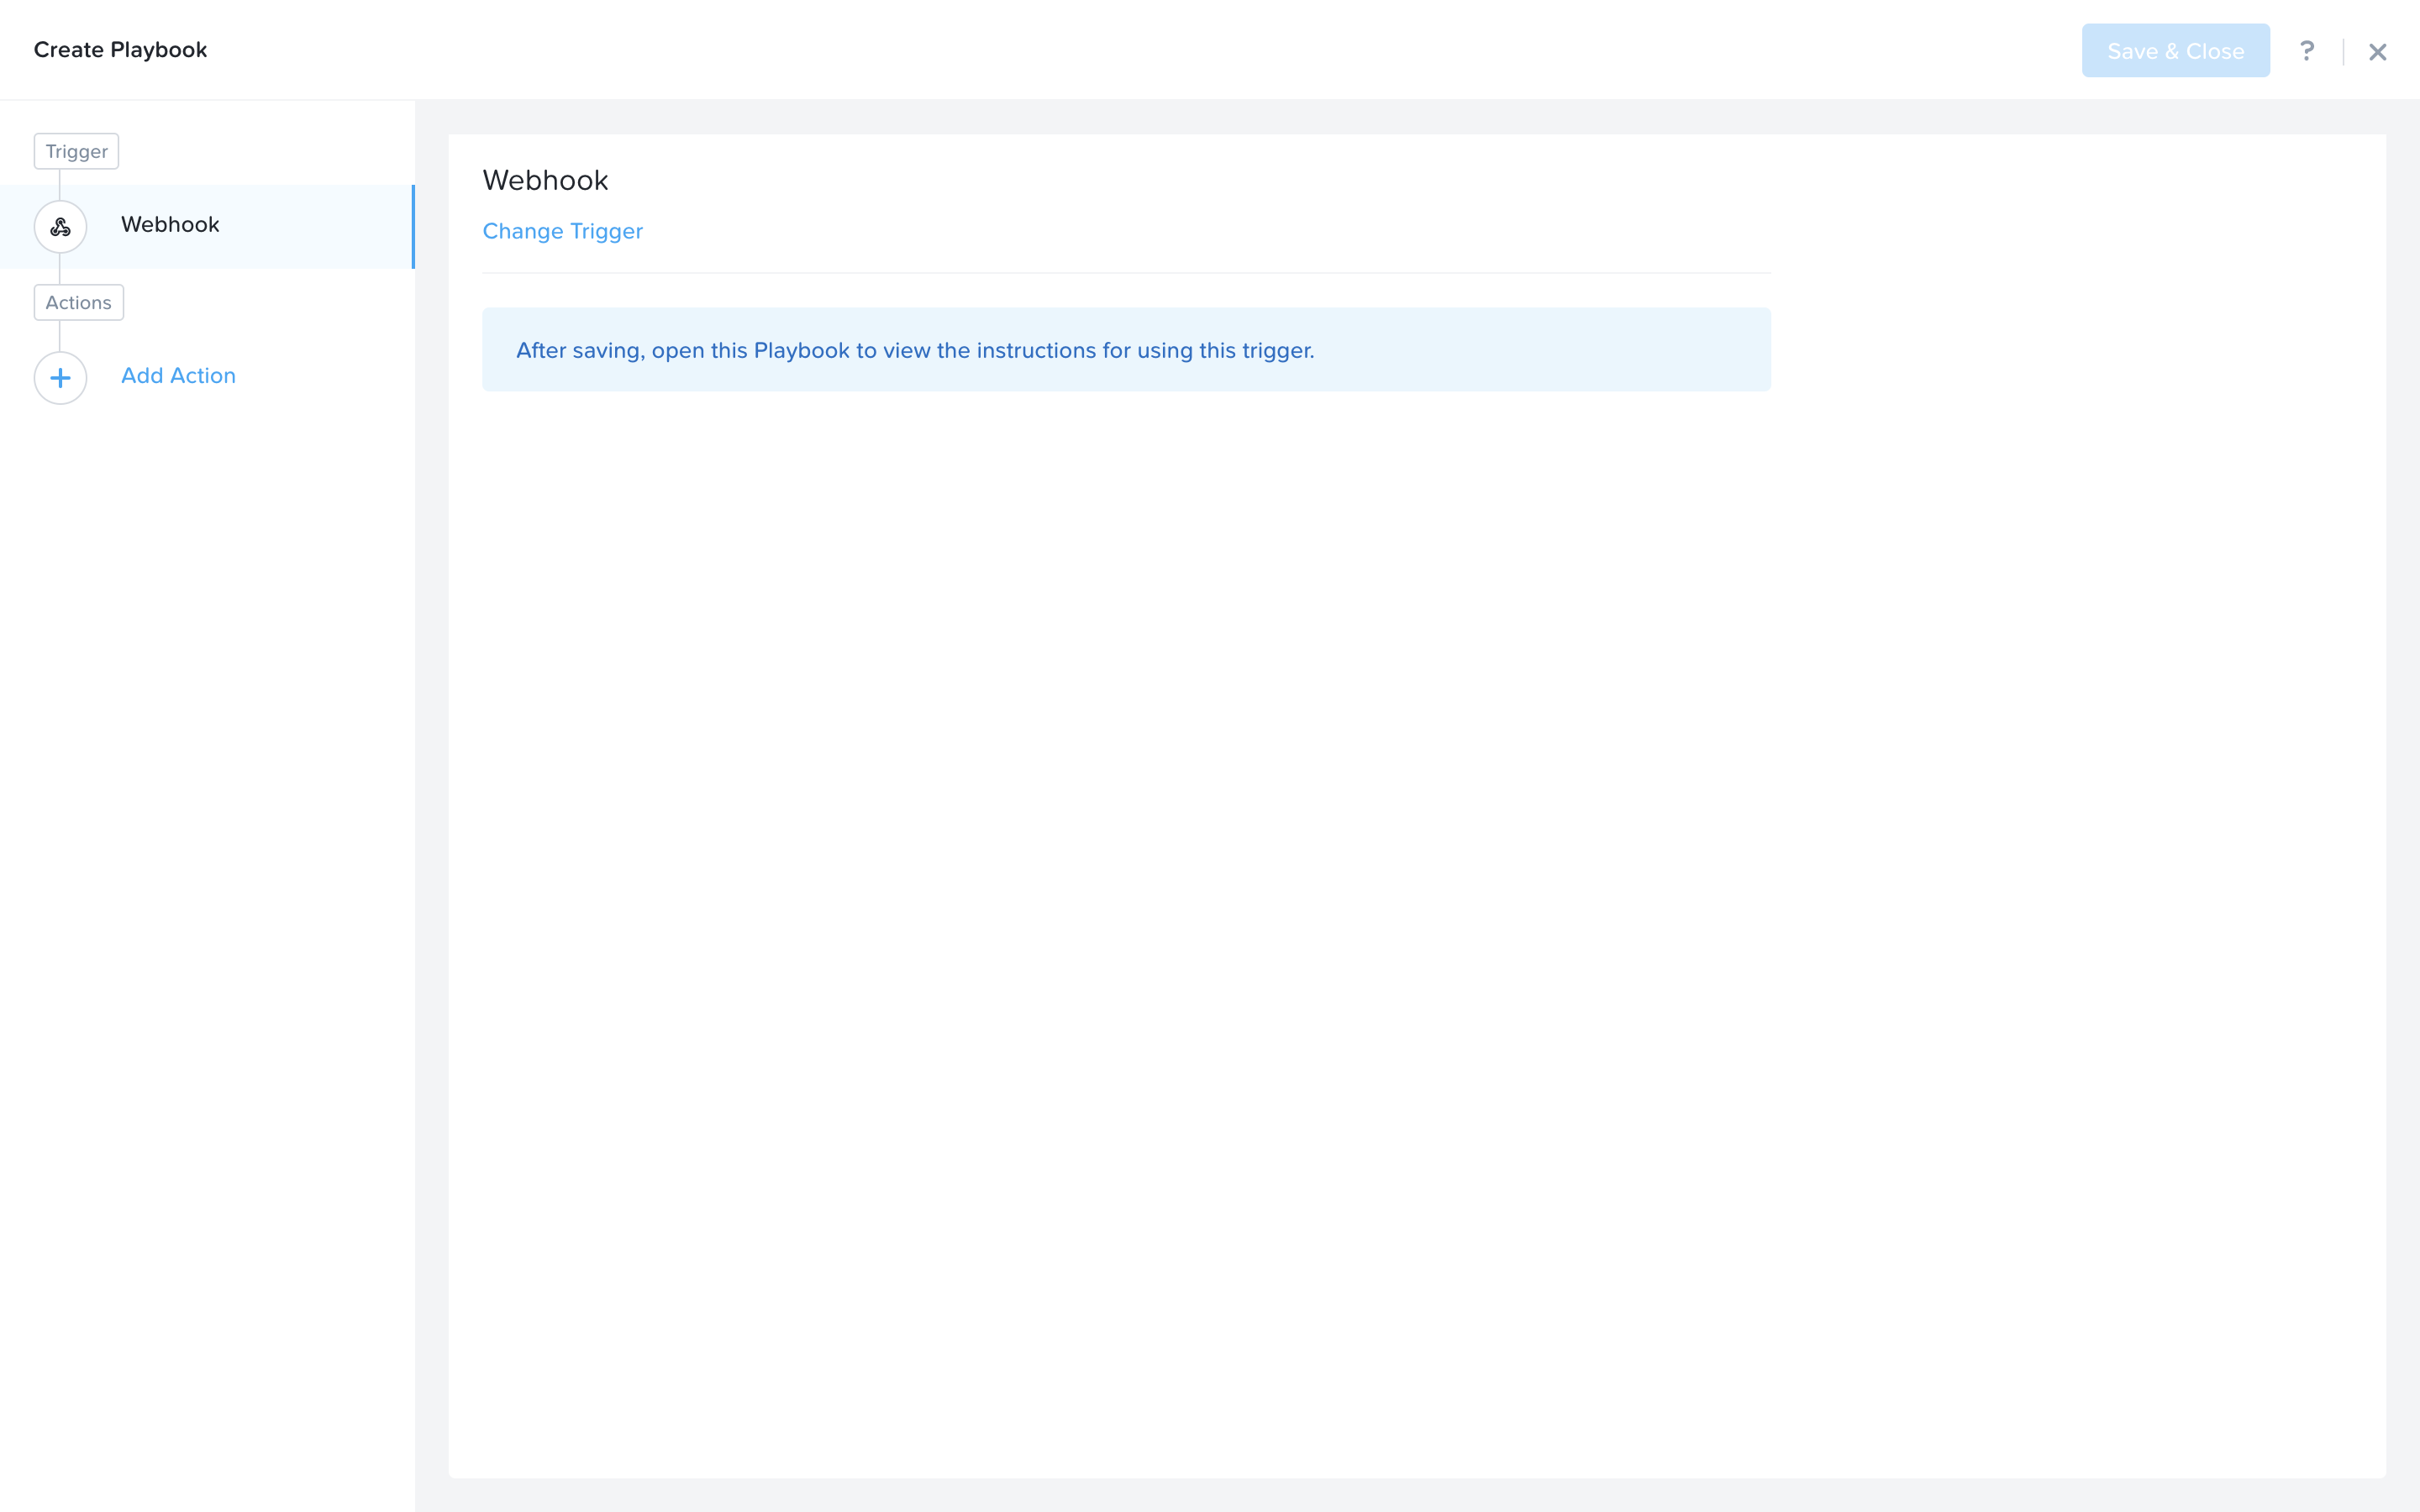 Create Playbook
Save & Close
?
Trigger
Webhook
Actions
Add Action
Webhook
Change Trigger
After saving, open this Playbook to view the instructions for using this trigger.